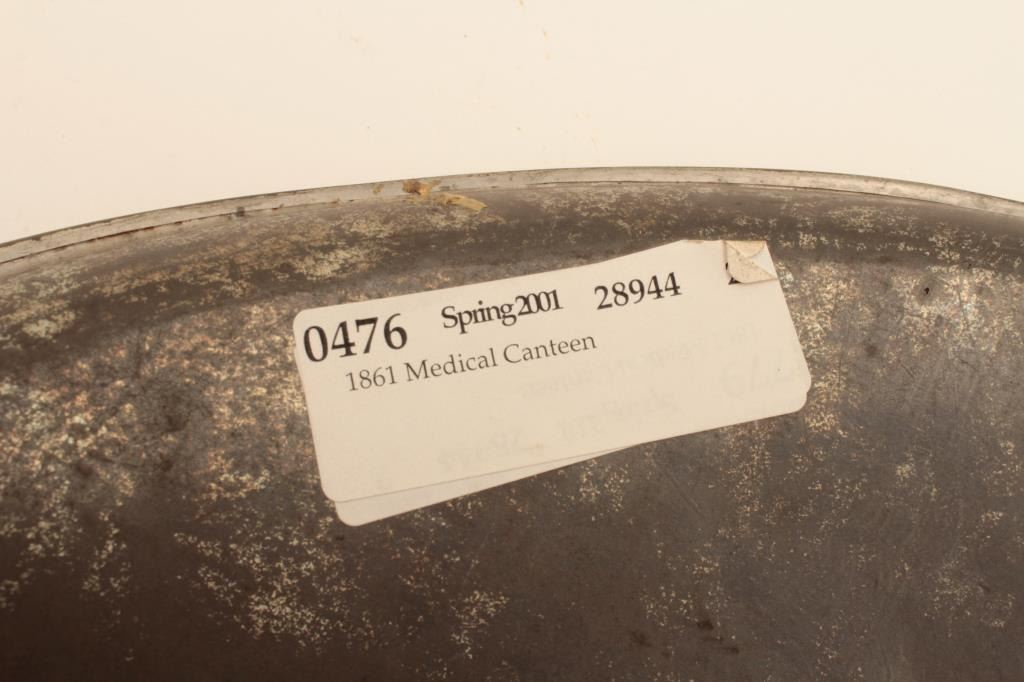 0476 Spring2001 28944
1861 Medical Canteen